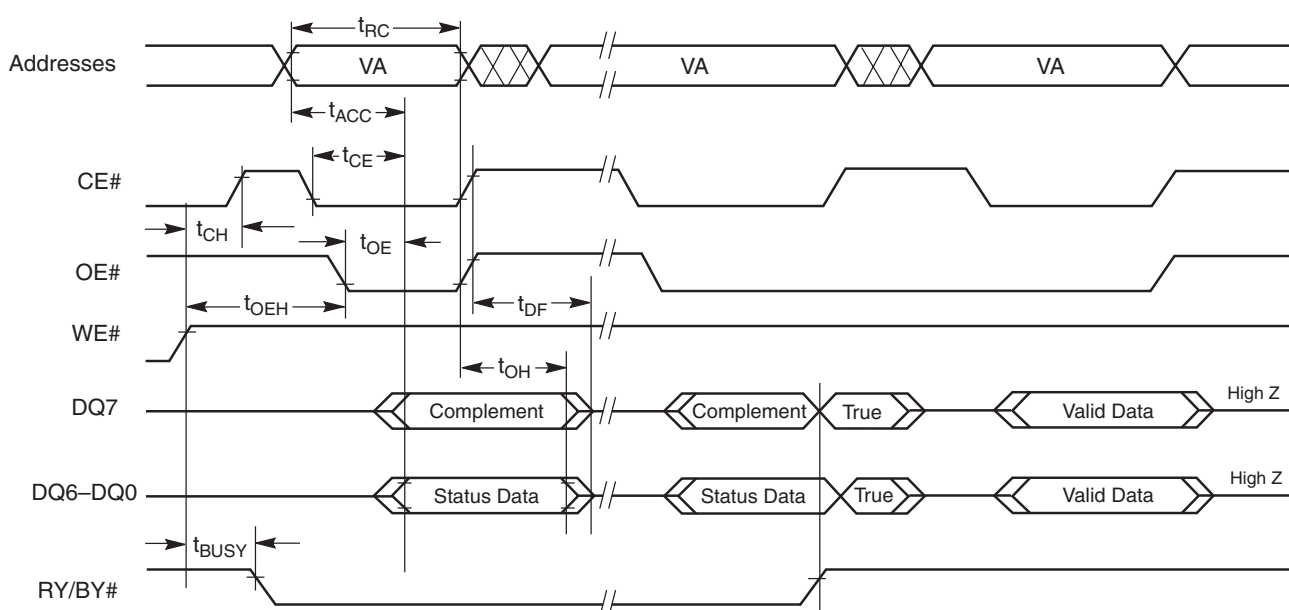 tRC
Addresses VA VA VA
tACC
tCE
CE#
tCH tOE
OE#
tOEH tDF
WE#
tOH
DQ7 Complement Complement True Valid Data High Z
DQ6–DQ0 Status Data Status Data True Valid Data High Z
tBUSY
RY/BY#